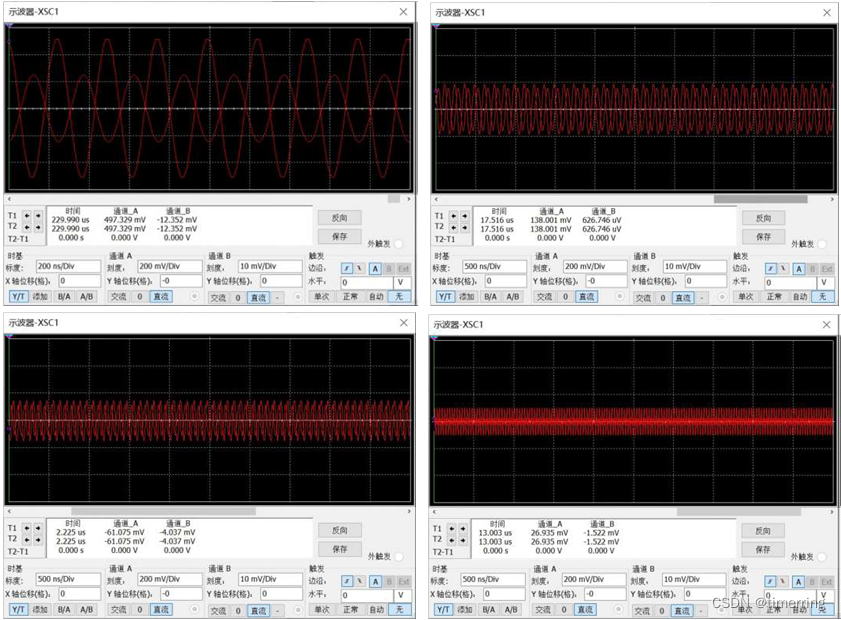 示波器-XSC1
T1
T2
T2-T1
时间 通道_A 通道_B
229.990 us 497.329 mV -12.352 mV
229.990 us 497.329 mV -12.352 mV
0.000 s 0.000 V 0.000 V
反向
保存
外触发
时基 通道 A 通道 B 触发
标度: 200 ns/Div 刻度: 200 mV/Div 刻度: 10 mV/Div 边沿: A B Ext
X 轴位移(格): 0 Y 轴位移(格): -0 Y 轴位移(格): 0 水平: 0 V
Y/T 添加 B/A A/B 交流 0 直流 交流 0 直流 - 单次 正常 自动 无
示波器-XSC1
T1
T2
T2-T1
时间 通道_A 通道_B
17.516 us 138.001 mV 626.746 uV
17.516 us 138.001 mV 626.746 uV
0.000 s 0.000 V 0.000 V
反向
保存
外触发
时基 通道 A 通道 B 触发
标度: 500 ns/Div 刻度: 200 mV/Div 刻度: 10 mV/Div 边沿: A B Ext
X 轴位移(格): 0 Y 轴位移(格): -0 Y 轴位移(格): 0 水平: 0 V
Y/T 添加 B/A A/B 交流 0 直流 交流 0 直流 - 单次 正常 自动 无
示波器-XSC1
T1
T2
T2-T1
时间 通道_A 通道_B
2.225 us -61.075 mV -4.037 mV
2.225 us -61.075 mV -4.037 mV
0.000 s 0.000 V 0.000 V
反向
保存
外触发
时基 通道 A 通道 B 触发
标度: 500 ns/Div 刻度: 200 mV/Div 刻度: 10 mV/Div 边沿: A B Ext
X 轴位移(格): 0 Y 轴位移(格): -0 Y 轴位移(格): 0 水平: 0 V
Y/T 添加 B/A A/B 交流 0 直流 交流 0 直流 - 单次 正常 自动 无
示波器-XSC1
T1
T2
T2-T1
时间 通道_A 通道_B
13.003 us 26.935 mV -1.522 mV
13.003 us 26.935 mV -1.522 mV
0.000 s 0.000 V 0.000 V
反向
保存
外触发
时基 通道 A 通道 B 触发
标度: 500 ns/Div 刻度: 200 mV/Div 刻度: 10 mV/Div 边沿: A B Ext
X 轴位移(格): 0 Y 轴位移(格): -0 Y 轴位移(格): 0 水平: 0 V
Y/T 添加 B/A A/B 交流 0 直流 交流 0 直流 - 单次 正常 自动 无
CSDN @timerring